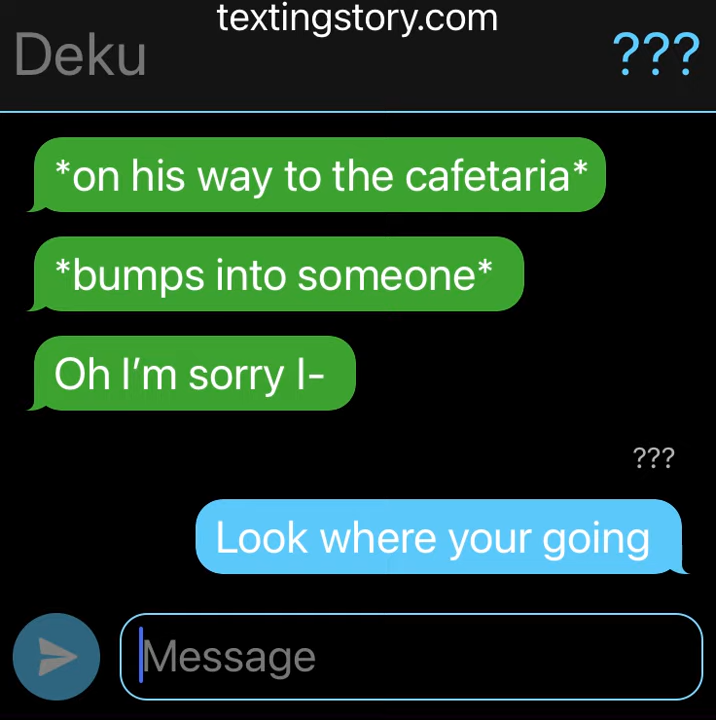 textingstory.com
Deku
???
*on his way to the cafetaria*
*bumps into someone*
Oh I'm sorry I-
???
Look where your going
Message